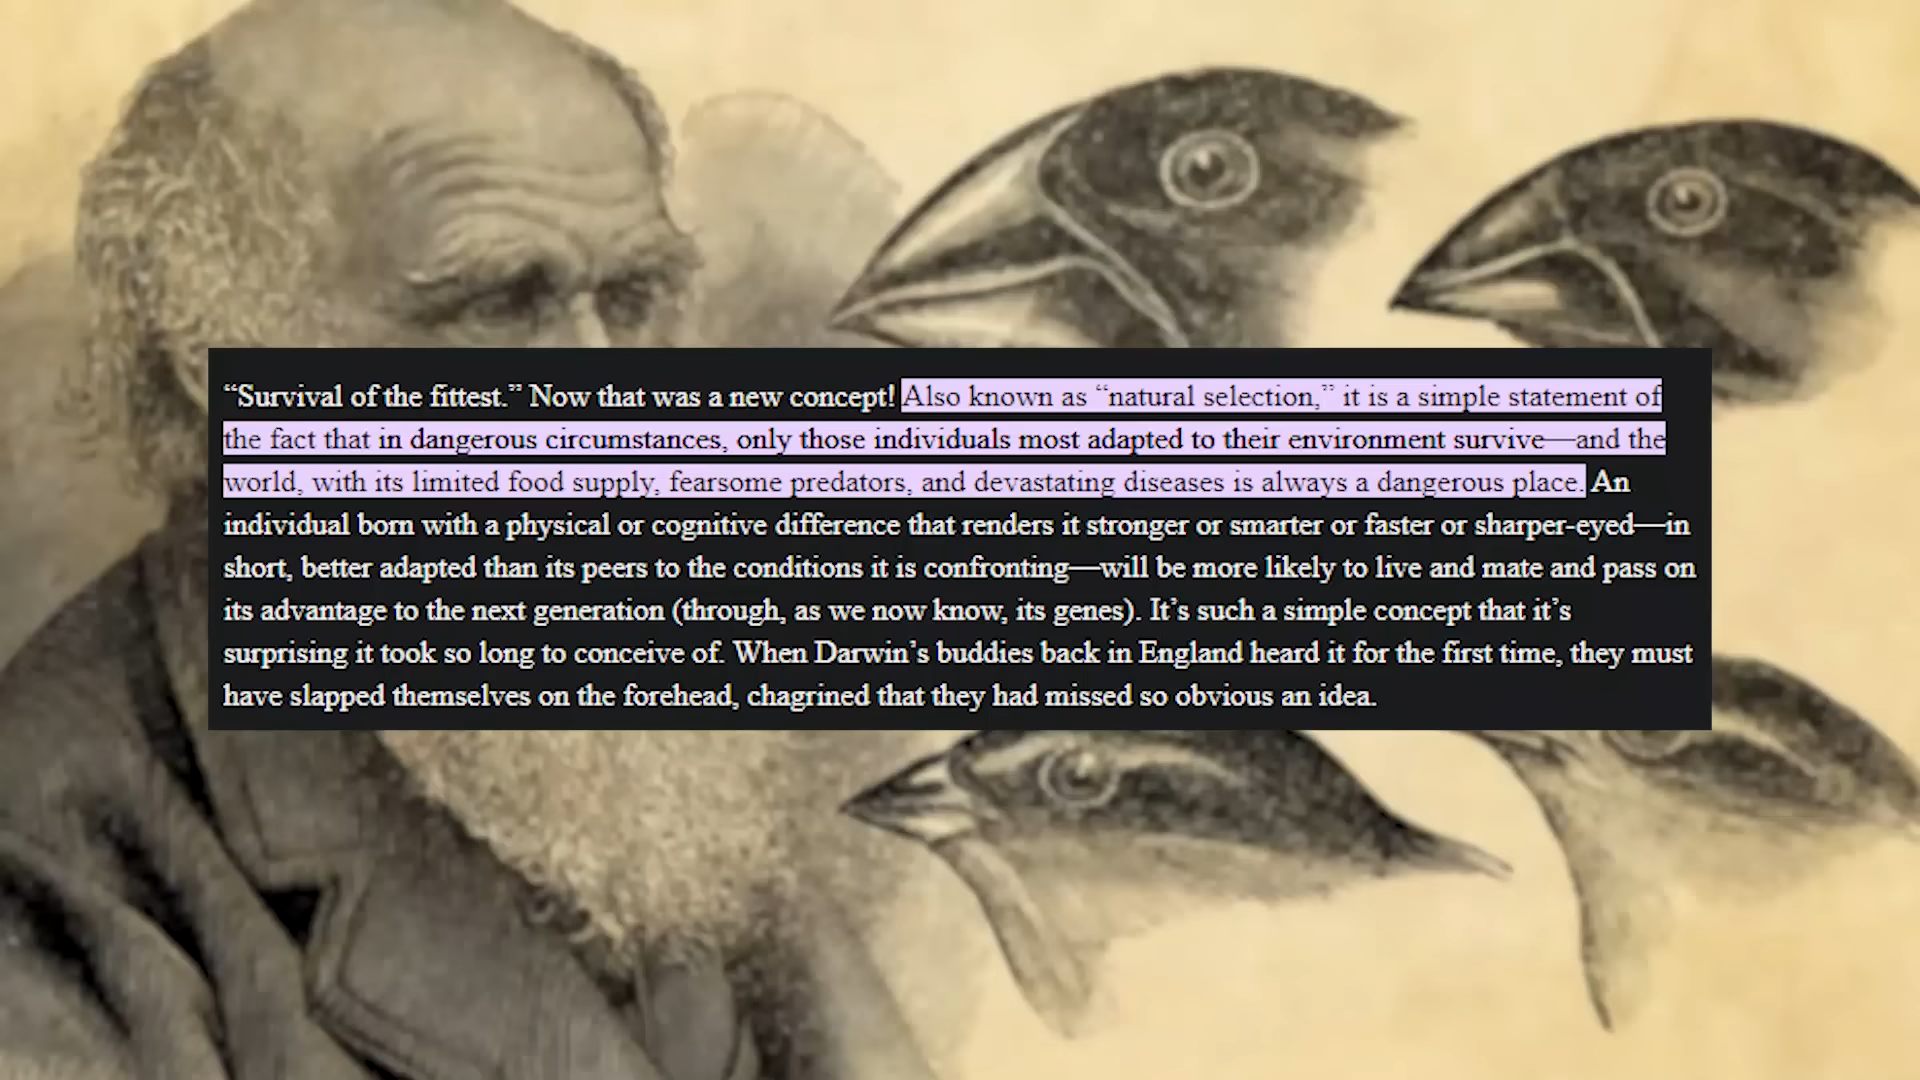 “Survival of the fittest.” Now that was a new concept! Also known as “natural selection,” it is a simple statement of
the fact that in dangerous circumstances, only those individuals most adapted to their environment survive—and the
world, with its limited food supply, fearsome predators, and devastating diseases is always a dangerous place. An
individual born with a physical or cognitive difference that renders it stronger or smarter or faster or sharper-eyed—in
short, better adapted than its peers to the conditions it is confronting—will be more likely to live and mate and pass on
its advantage to the next generation (through, as we now know, its genes). It’s such a simple concept that it’s
surprising it took so long to conceive of. When Darwin’s buddies back in England heard it for the first time, they must
have slapped themselves on the forehead, chagrined that they had missed so obvious an idea.